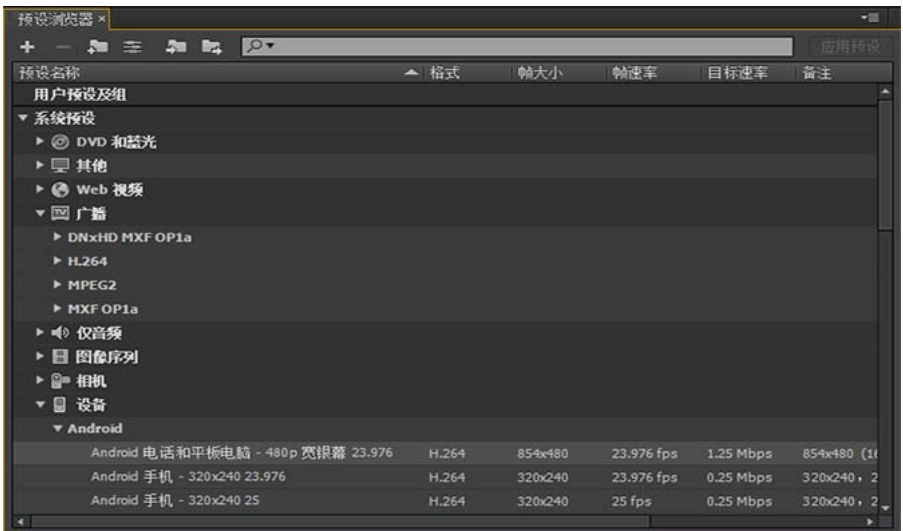 预设浏览器 ×
应用预设
预设名称 格式 帧大小 帧速率 目标速率 备注
用户预设及组
系统预设
DVD 和蓝光
其他
Web 视频
广播
DNxHD MXF OP1a
H.264
MPEG2
MXF OP1a
仅音频
图像序列
相机
设备
Android
Android 电话和平板电脑 - 480p 宽银幕 23.976 H.264 854x480 23.976 fps 1.25 Mbps 854x480 (16
Android 手机 - 320x240 23.976 H.264 320x240 23.976 fps 0.25 Mbps 320x240，2
Android 手机 - 320x240 25 H.264 320x240 25 fps 0.25 Mbps 320x240，2